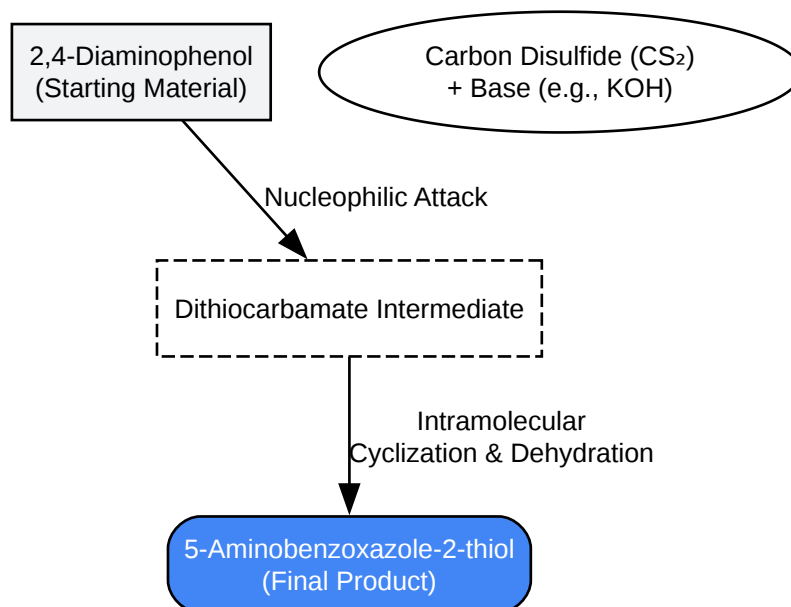 2,4-Diaminophenol
(Starting Material)
Carbon Disulfide (CS₂)
+ Base (e.g., KOH)
Nucleophilic Attack
Dithiocarbamate Intermediate
Intramolecular
Cyclization & Dehydration
5-Aminobenzoxazole-2-thiol
(Final Product)